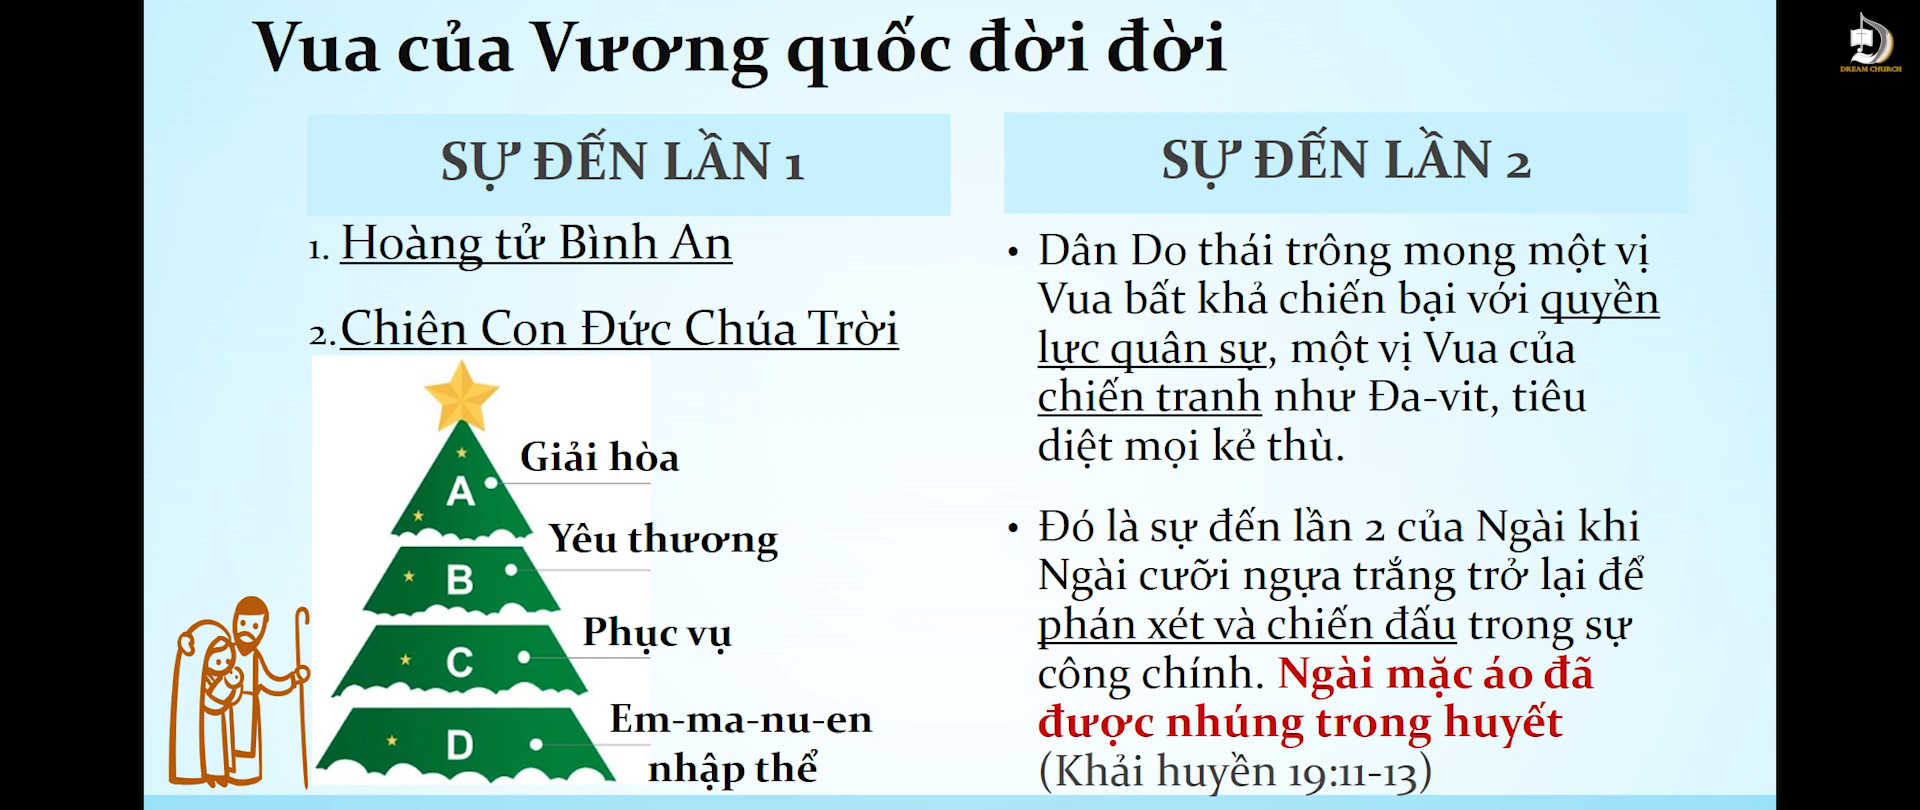 Vua của Vương quốc đời đời
DREAM CHURCH
SỰ ĐẾN LẦN 1
1. Hoàng tử Bình An
2. Chiên Con Đức Chúa Trời
A
Giải hòa
B
Yêu thương
C
Phục vụ
D
Em-ma-nu-en
nhập thể
SỰ ĐẾN LẦN 2
• Dân Do thái trông mong một vị
Vua bất khả chiến bại với quyền
lực quân sự, một vị Vua của
chiến tranh như Đa-vit, tiêu
diệt mọi kẻ thù.
• Đó là sự đến lần 2 của Ngài khi
Ngài cưỡi ngựa trắng trở lại để
phán xét và chiến đấu trong sự
công chính. Ngài mặc áo đã
được nhúng trong huyết
(Khải huyền 19:11-13)